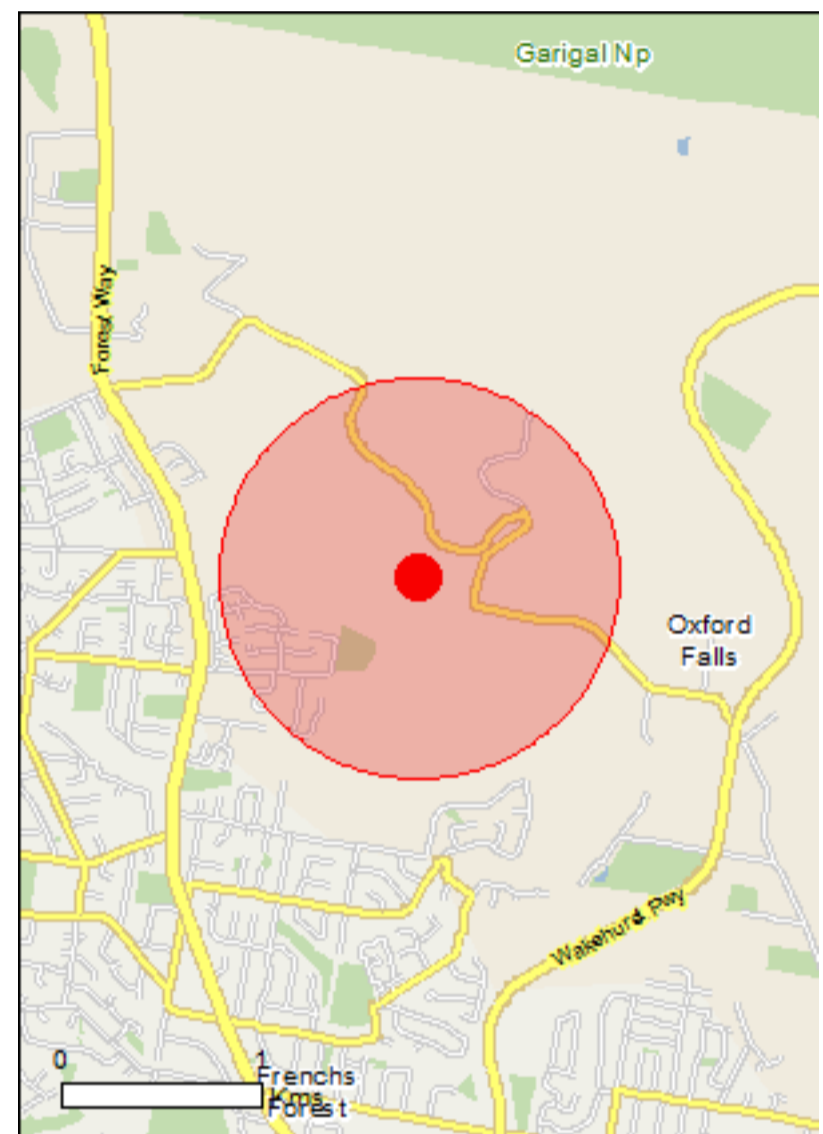 Garigal Np
Forest Way
Oxford
Falls
Wakehurst Pwy
0 1
Kms
Frenchs
Forest